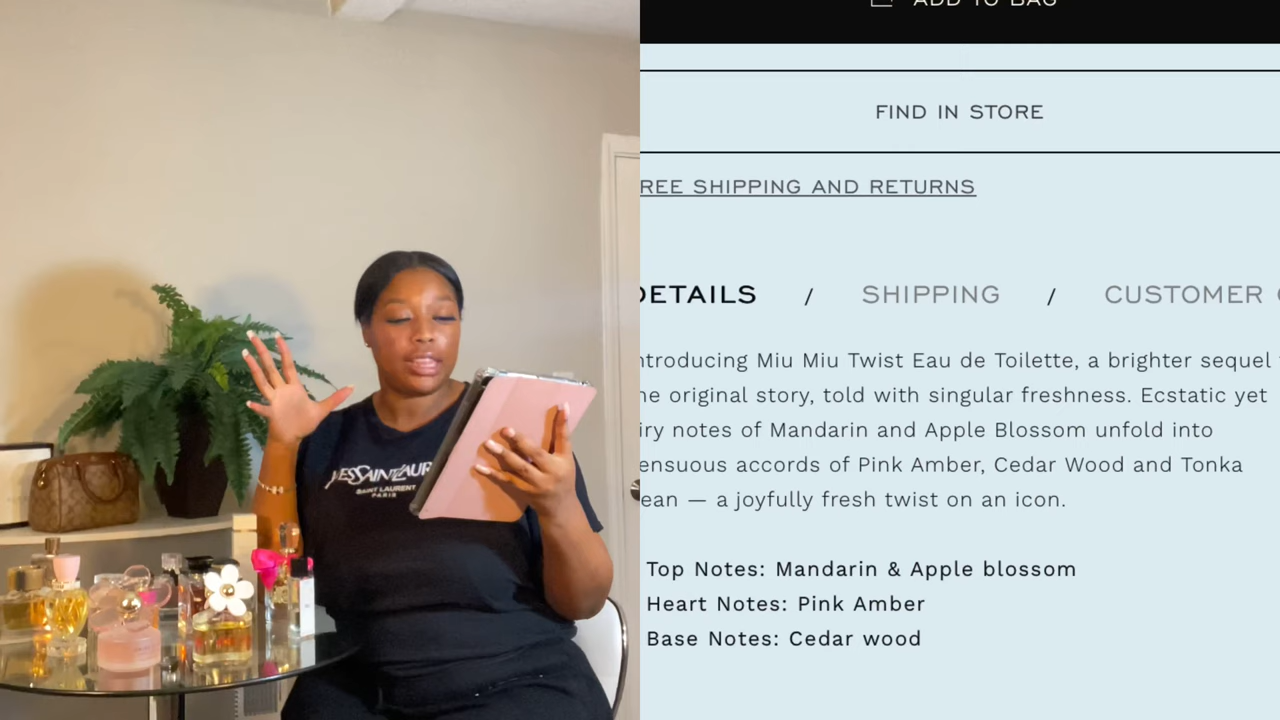 YVESSAINTLAUR
SAINT LAURENT
PARIS
ADD TO BAG
FIND IN STORE
REE SHIPPING AND RETURNS
DETAILS / SHIPPING / CUSTOMER
ntroducing Miu Miu Twist Eau de Toilette, a brighter sequel
he original story, told with singular freshness. Ecstatic yet
iry notes of Mandarin and Apple Blossom unfold into
ensuous accords of Pink Amber, Cedar Wood and Tonka
ean — a joyfully fresh twist on an icon.
Top Notes: Mandarin & Apple blossom
Heart Notes: Pink Amber
Base Notes: Cedar wood